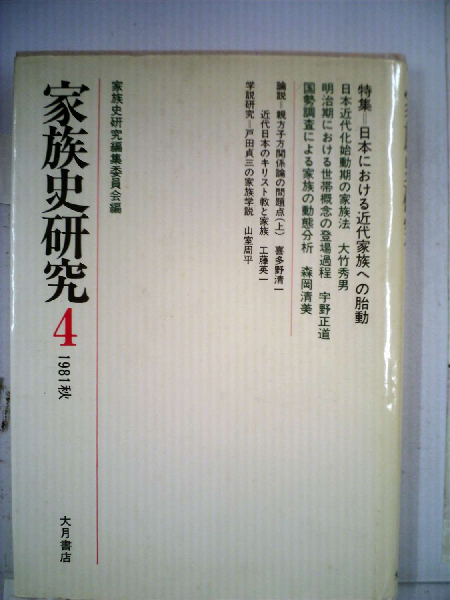 特集=日本における近代家族への胎動
日本近代化始動期の家族法 大竹秀男
明治期における世帯概念の登場過程 宇野正道
国勢調査による家族の動態分析 森岡清美
論説=親方子方関係論の問題点(上) 喜多野清一
近代日本のキリスト教と家族 工藤英一
学説研究=戸田貞三の家族学説 山室周平
家族史研究編集委員会編
家族史研究4
1981秋
大月書店